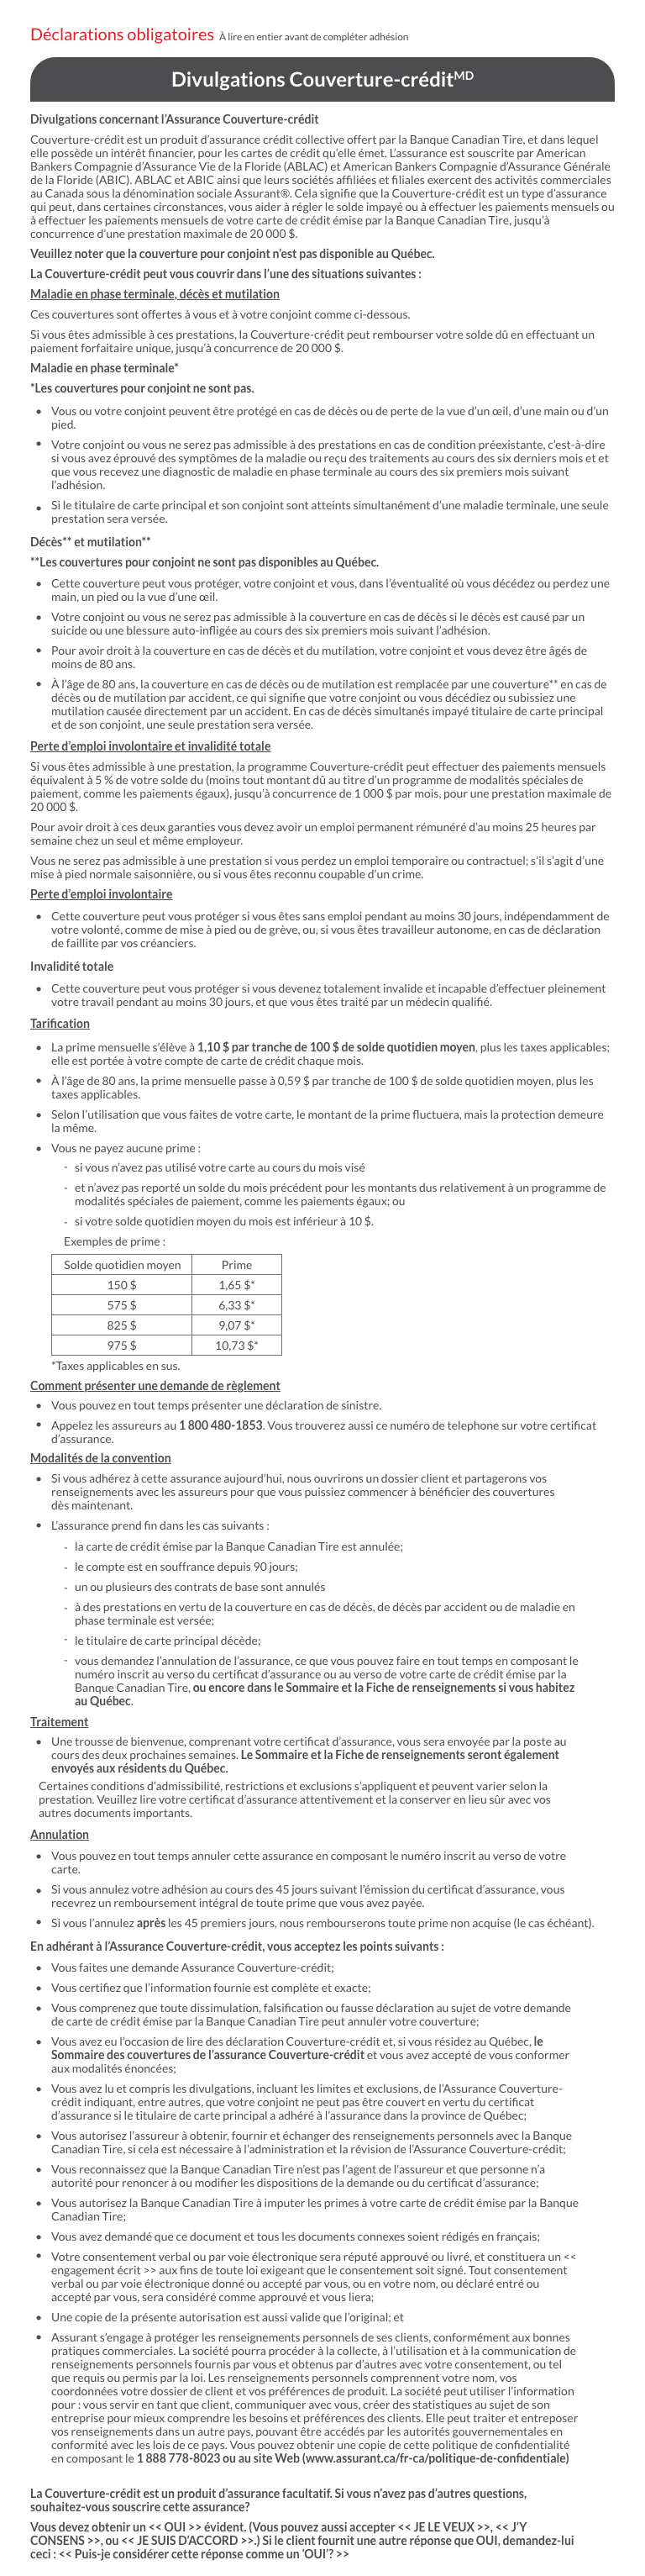 Déclarations obligatoires À lire en entier avant de compléter adhésion
Divulgations Couverture-créditMD
Divulgations concernant l'Assurance Couverture-crédit
Couverture-crédit est un produit d'assurance crédit collective offert par la Banque Canadian Tire, et dans lequel
elle possède un intérêt financier, pour les cartes de crédit qu'elle émet. L'assurance est souscrite par American
Bankers Compagnie d'Assurance Vie de la Floride (ABLAC) et American Bankers Compagnie d'Assurance Générale
de la Floride (ABIC). ABLAC et ABIC ainsi que leurs sociétés affiliées et filiales exercent des activités commerciales
au Canada sous la dénomination sociale Assurant®. Cela signifie que la Couverture-crédit est un type d'assurance
qui peut, dans certaines circonstances, vous aider à régler le solde impayé ou à effectuer les paiements mensuels ou
à effectuer les paiements mensuels de votre carte de crédit émise par la Banque Canadian Tire, jusqu'à
concurrence d'une prestation maximale de 20 000 $.
Veuillez noter que la couverture pour conjoint n'est pas disponible au Québec.
La Couverture-crédit peut vous couvrir dans l'une des situations suivantes :
Maladie en phase terminale, décès et mutilation
Ces couvertures sont offertes à vous et à votre conjoint comme ci-dessous.
Si vous êtes admissible à ces prestations, la Couverture-crédit peut rembourser votre solde dû en effectuant un
paiement forfaitaire unique, jusqu'à concurrence de 20 000 $.
Maladie en phase terminale*
*Les couvertures pour conjoint ne sont pas.
• Vous ou votre conjoint peuvent être protégé en cas de décès ou de perte de la vue d'un œil, d'une main ou d'un
pied.
• Votre conjoint ou vous ne serez pas admissible à des prestations en cas de condition préexistante, c'est-à-dire
si vous avez éprouvé des symptômes de la maladie ou reçu des traitements au cours des six derniers mois et et
que vous recevez une diagnostic de maladie en phase terminale au cours des six premiers mois suivant
l'adhésion.
• Si le titulaire de carte principal et son conjoint sont atteints simultanément d'une maladie terminale, une seule
prestation sera versée.
Décès** et mutilation**
**Les couvertures pour conjoint ne sont pas disponibles au Québec.
• Cette couverture peut vous protéger, votre conjoint et vous, dans l'éventualité où vous décédez ou perdez une
main, un pied ou la vue d'une œil.
• Votre conjoint ou vous ne serez pas admissible à la couverture en cas de décès si le décès est causé par un
suicide ou une blessure auto-infligée au cours des six premiers mois suivant l'adhésion.
• Pour avoir droit à la couverture en cas de décès et du mutilation, votre conjoint et vous devez être âgés de
moins de 80 ans.
• À l'âge de 80 ans, la couverture en cas de décès ou de mutilation est remplacée par une couverture** en cas de
décès ou de mutilation par accident, ce qui signifie que votre conjoint ou vous décédiez ou subissiez une
mutilation causée directement par un accident. En cas de décès simultanés impayé titulaire de carte principal
et de son conjoint, une seule prestation sera versée.
Perte d'emploi involontaire et invalidité totale
Si vous êtes admissible à une prestation, la programme Couverture-crédit peut effectuer des paiements mensuels
équivalent à 5 % de votre solde du (moins tout montant dû au titre d'un programme de modalités spéciales de
paiement, comme les paiements égaux), jusqu'à concurrence de 1 000 $ par mois, pour une prestation maximale de
20 000 $.
Pour avoir droit à ces deux garanties vous devez avoir un emploi permanent rémunéré d'au moins 25 heures par
semaine chez un seul et même employeur.
Vous ne serez pas admissible à une prestation si vous perdez un emploi temporaire ou contractuel; s'il s'agit d'une
mise à pied normale saisonnière, ou si vous êtes reconnu coupable d'un crime.
Perte d'emploi involontaire
• Cette couverture peut vous protéger si vous êtes sans emploi pendant au moins 30 jours, indépendamment de
votre volonté, comme de mise à pied ou de grève, ou, si vous êtes travailleur autonome, en cas de déclaration
de faillite par vos créanciers.
Invalidité totale
• Cette couverture peut vous protéger si vous devenez totalement invalide et incapable d'effectuer pleinement
votre travail pendant au moins 30 jours, et que vous êtes traité par un médecin qualifié.
Tarification
• La prime mensuelle s'élève à 1,10 $ par tranche de 100 $ de solde quotidien moyen, plus les taxes applicables;
elle est portée à votre compte de carte de crédit chaque mois.
• À l'âge de 80 ans, la prime mensuelle passe à 0,59 $ par tranche de 100 $ de solde quotidien moyen, plus les
taxes applicables.
• Selon l'utilisation que vous faites de votre carte, le montant de la prime fluctuera, mais la protection demeure
la même.
• Vous ne payez aucune prime :
- si vous n'avez pas utilisé votre carte au cours du mois visé
- et n'avez pas reporté un solde du mois précédent pour les montants dus relativement à un programme de
modalités spéciales de paiement, comme les paiements égaux; ou
- si votre solde quotidien moyen du mois est inférieur à 10 $.
Exemples de prime :
Solde quotidien moyen Prime
150 $ 1,65 $*
575 $ 6,33 $*
825 $ 9,07 $*
975 $ 10,73 $*
*Taxes applicables en sus.
Comment présenter une demande de règlement
• Vous pouvez en tout temps présenter une déclaration de sinistre.
• Appelez les assureurs au 1 800 480-1853. Vous trouverez aussi ce numéro de telephone sur votre certificat
d'assurance.
Modalités de la convention
• Si vous adhérez à cette assurance aujourd'hui, nous ouvrirons un dossier client et partagerons vos
renseignements avec les assureurs pour que vous puissiez commencer à bénéficier des couvertures
dès maintenant.
• L'assurance prend fin dans les cas suivants :
- la carte de crédit émise par la Banque Canadian Tire est annulée;
- le compte est en souffrance depuis 90 jours;
- un ou plusieurs des contrats de base sont annulés
- à des prestations en vertu de la couverture en cas de décès, de décès par accident ou de maladie en
phase terminale est versée;
- le titulaire de carte principal décède;
- vous demandez l'annulation de l'assurance, ce que vous pouvez faire en tout temps en composant le
numéro inscrit au verso du certificat d'assurance ou au verso de votre carte de crédit émise par la
Banque Canadian Tire, ou encore dans le Sommaire et la Fiche de renseignements si vous habitez
au Québec.
Traitement
• Une trousse de bienvenue, comprenant votre certificat d'assurance, vous sera envoyée par la poste au
cours des deux prochaines semaines. Le Sommaire et la Fiche de renseignements seront également
envoyés aux résidents du Québec.
Certaines conditions d'admissibilité, restrictions et exclusions s'appliquent et peuvent varier selon la
prestation. Veuillez lire votre certificat d'assurance attentivement et la conserver en lieu sûr avec vos
autres documents importants.
Annulation
• Vous pouvez en tout temps annuler cette assurance en composant le numéro inscrit au verso de votre
carte.
• Si vous annulez votre adhésion au cours des 45 jours suivant l'émission du certificat d'assurance, vous
recevrez un remboursement intégral de toute prime que vous avez payée.
• Si vous l'annulez après les 45 premiers jours, nous rembourserons toute prime non acquise (le cas échéant).
En adhérant à l'Assurance Couverture-crédit, vous acceptez les points suivants :
• Vous faites une demande Assurance Couverture-crédit;
• Vous certifiez que l'information fournie est complète et exacte;
• Vous comprenez que toute dissimulation, falsification ou fausse déclaration au sujet de votre demande
de carte de crédit émise par la Banque Canadian Tire peut annuler votre couverture;
• Vous avez eu l'occasion de lire des déclaration Couverture-crédit et, si vous résidez au Québec, le
Sommaire des couvertures de l'assurance Couverture-crédit et vous avez accepté de vous conformer
aux modalités énoncées;
• Vous avez lu et compris les divulgations, incluant les limites et exclusions, de l'Assurance Couverture-
crédit indiquant, entre autres, que votre conjoint ne peut pas être couvert en vertu du certificat
d'assurance si le titulaire de carte principal a adhéré à l'assurance dans la province de Québec;
• Vous autorisez l'assureur à obtenir, fournir et échanger des renseignements personnels avec la Banque
Canadian Tire, si cela est nécessaire à l'administration et la révision de l'Assurance Couverture-crédit;
• Vous reconnaissez que la Banque Canadian Tire n'est pas l'agent de l'assureur et que personne n'a
autorité pour renoncer à ou modifier les dispositions de la demande ou du certificat d'assurance;
• Vous autorisez la Banque Canadian Tire à imputer les primes à votre carte de crédit émise par la Banque
Canadian Tire;
• Vous avez demandé que ce document et tous les documents connexes soient rédigés en français;
• Votre consentement verbal ou par voie électronique sera réputé approuvé ou livré, et constituera un <<
engagement écrit >> aux fins de toute loi exigeant que le consentement soit signé. Tout consentement
verbal ou par voie électronique donné ou accepté par vous, ou en votre nom, ou déclaré entré ou
accepté par vous, sera considéré comme approuvé et vous liera;
• Une copie de la présente autorisation est aussi valide que l'original; et
• Assurant s'engage à protéger les renseignements personnels de ses clients, conformément aux bonnes
pratiques commerciales. La société pourra procéder à la collecte, à l'utilisation et à la communication de
renseignements personnels fournis par vous et obtenus par d'autres avec votre consentement, ou tel
que requis ou permis par la loi. Les renseignements personnels comprennent votre nom, vos
coordonnées votre dossier de client et vos préférences de produit. La société peut utiliser l'information
pour : vous servir en tant que client, communiquer avec vous, créer des statistiques au sujet de son
entreprise pour mieux comprendre les besoins et préférences des clients. Elle peut traiter et entreposer
vos renseignements dans un autre pays, pouvant être accédés par les autorités gouvernementales en
conformité avec les lois de ce pays. Vous pouvez obtenir une copie de cette politique de confidentialité
en composant le 1 888 778-8023 ou au site Web (www.assurant.ca/fr-ca/politique-de-confidentiale)
La Couverture-crédit est un produit d'assurance facultatif. Si vous n'avez pas d'autres questions,
souhaitez-vous souscrire cette assurance?
Vous devez obtenir un << OUI >> évident. (Vous pouvez aussi accepter << JE LE VEUX >>, << J'Y
CONSENS >>, ou << JE SUIS D'ACCORD >>.) Si le client fournit une autre réponse que OUI, demandez-lui
ceci : << Puis-je considérer cette réponse comme un 'OUI'? >>